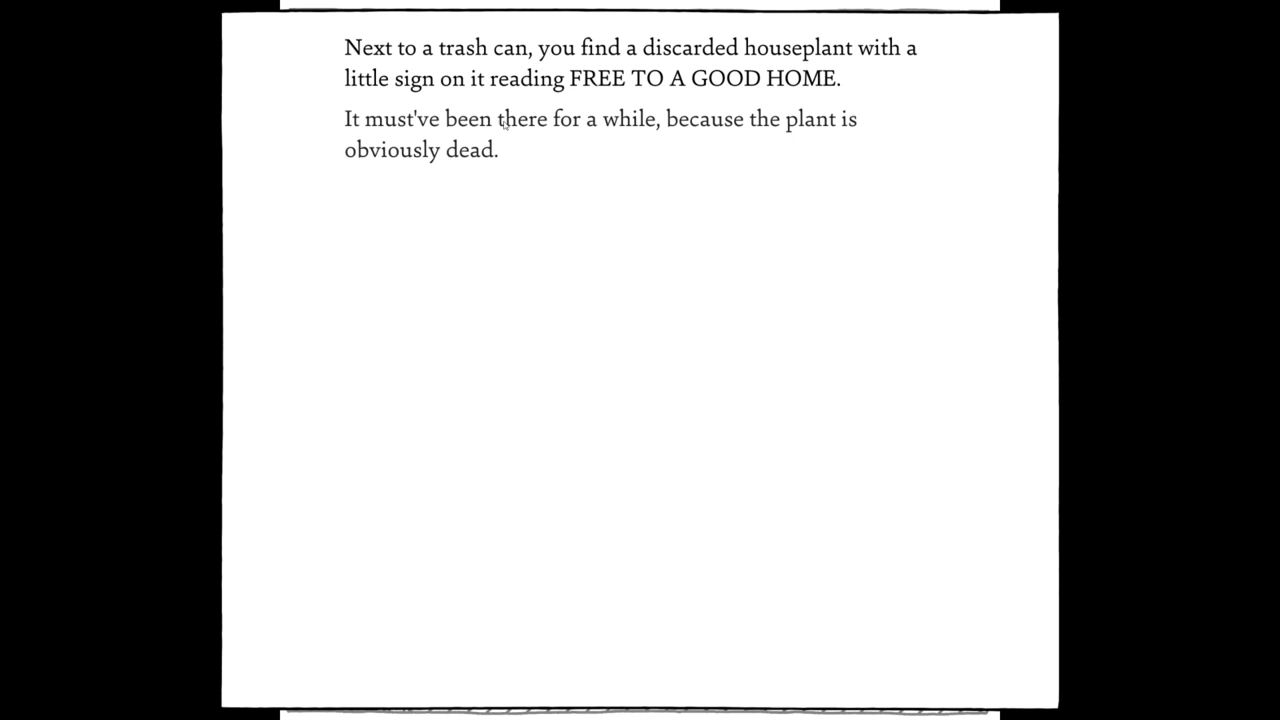 Next to a trash can, you find a discarded houseplant with a
little sign on it reading FREE TO A GOOD HOME.
It must've been there for a while, because the plant is
obviously dead.